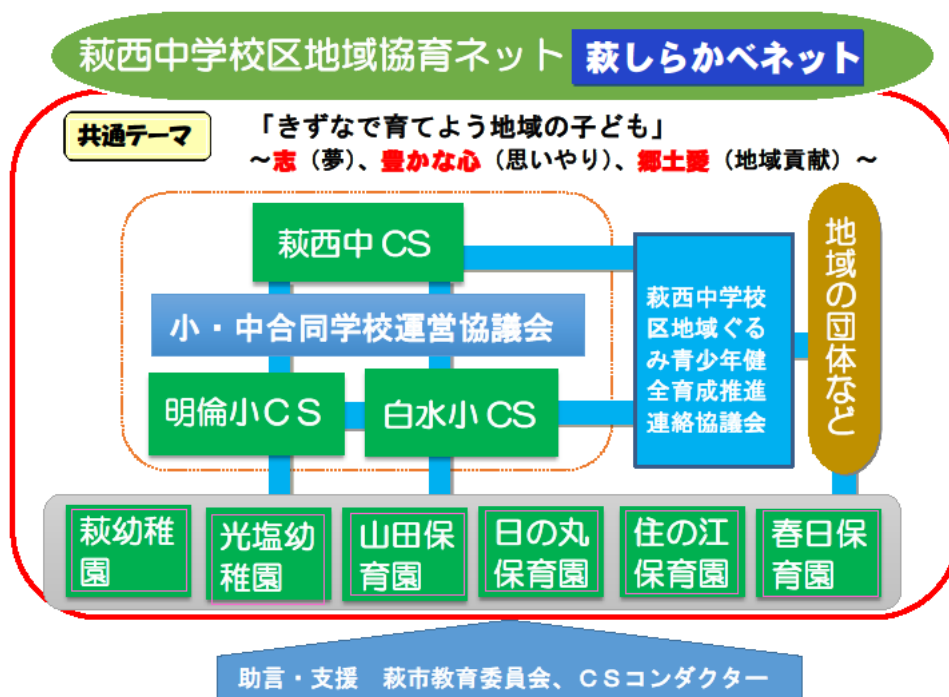 萩西中学校区地域協育ネット 萩しらかべネット
共通テーマ
「きずなで育てよう地域の子ども」
～志（夢）、豊かな心（思いやり）、郷土愛（地域貢献）～
萩西中 CS
小・中合同学校運営協議会
明倫小ＣＳ
白水小 CS
萩西中学校
区地域ぐる
み青少年健
全育成推進
連絡協議会
地域の団体など
萩幼稚
園
光塩幼
稚園
山田保
育園
日の丸
保育園
住の江
保育園
春日保
育園
助言・支援　萩市教育委員会、ＣＳコンダクター